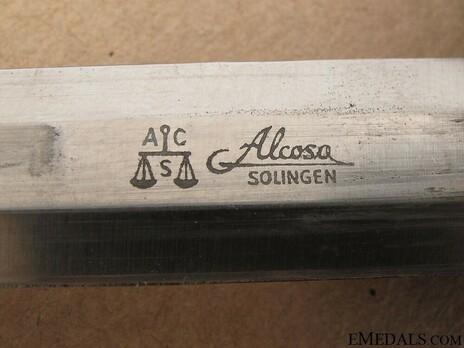 A C
S
Alcosa
SOLINGEN
EMEDALS.COM